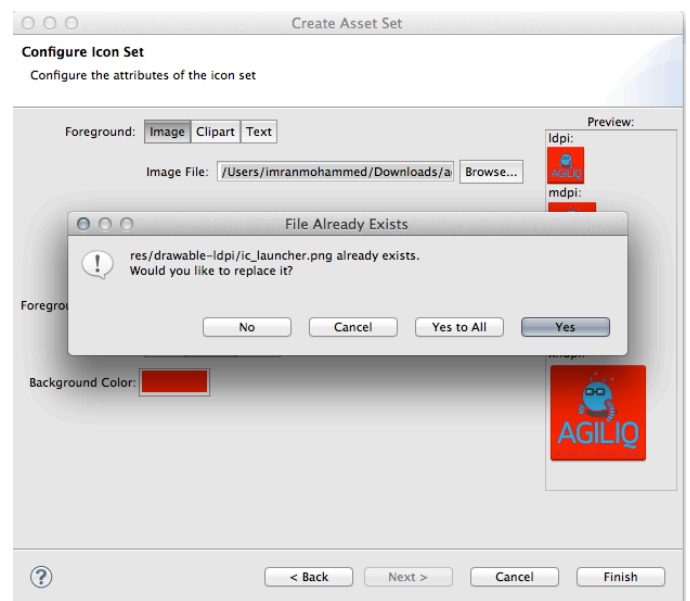 Create Asset Set
Configure Icon Set
Configure the attributes of the icon set
Foreground: Image Clipart Text
Preview:
ldpi:
Image File: /Users/imranmohammed/Downloads/a Browse...
AGILIQ
mdpi:
File Already Exists
res/drawable-ldpi/ic_launcher.png already exists.
Would you like to replace it?
No Cancel Yes to All Yes
Background Color:
AGILIQ
? < Back Next > Cancel Finish